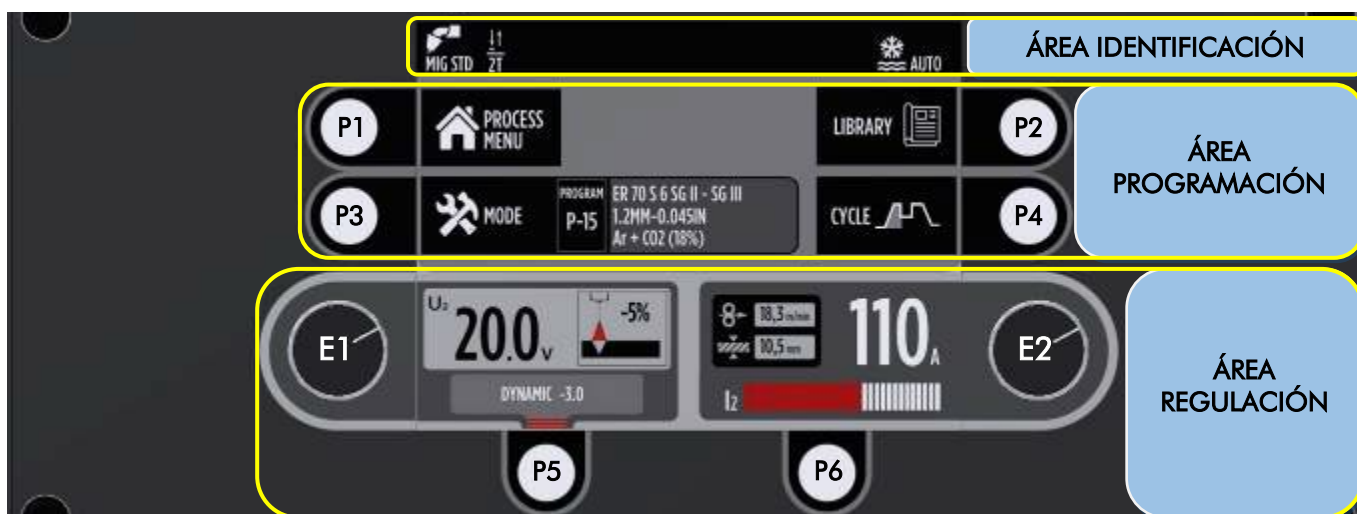 MIG STD
2T
AUTO
ÁREA IDENTIFICACIÓN
P1
PROCESS
MENU
LIBRARY
P2
ÁREA
PROGRAMACIÓN
P3
MODE
PROGRAM
P-15
ER 70 S 6 SG II - SG III
1.2MM-0.045IN
Ar + CO2 (18%)
CYCLE
P4
E1
U2
20.0 V
-5%
DYNAMIC -3.0
18,3 m/min
10,5 mm
110 A
I2
E2
ÁREA
REGULACIÓN
P5
P6